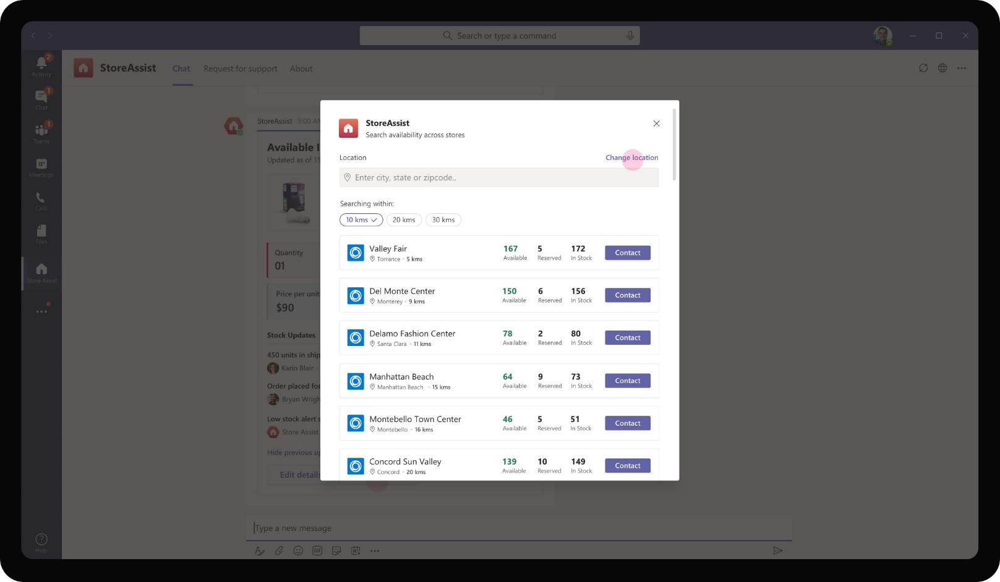 Search or type a command
2
Activity
1
Chat
1
Teams
Meetings
Calls
Files
Store Assist
Help
StoreAssist
Chat
Request for support
About
StoreAssist 9:00 AM
Available
Updated as of
Quantity
01
Price per unit
$90
Stock Updates
450 units in
Karin Blair
Order placed for
Bryan
Low stock alert
Store Assist
Hide previous
Edit details
StoreAssist
Search availability across stores
Location
Change location
Enter city, state or zipcode..
Searching within:
10 kms
20 kms
30 kms
Valley Fair
Torrance • 5 kms
167 5 172
Available Reserved In Stock
Contact
Del Monte Center
Monterey • 9 kms
150 6 156
Available Reserved In Stock
Contact
Delamo Fashion Center
Santa Clara • 11 kms
78 2 80
Available Reserved In Stock
Contact
Manhattan Beach
Manhattan Beach • 15 kms
64 9 73
Available Reserved In Stock
Contact
Montebello Town Center
Montebello • 16 kms
46 5 51
Available Reserved In Stock
Contact
Concord Sun Valley
Concord • 20 kms
139 10 149
Available Reserved In Stock
Contact
Type a new message
GIF